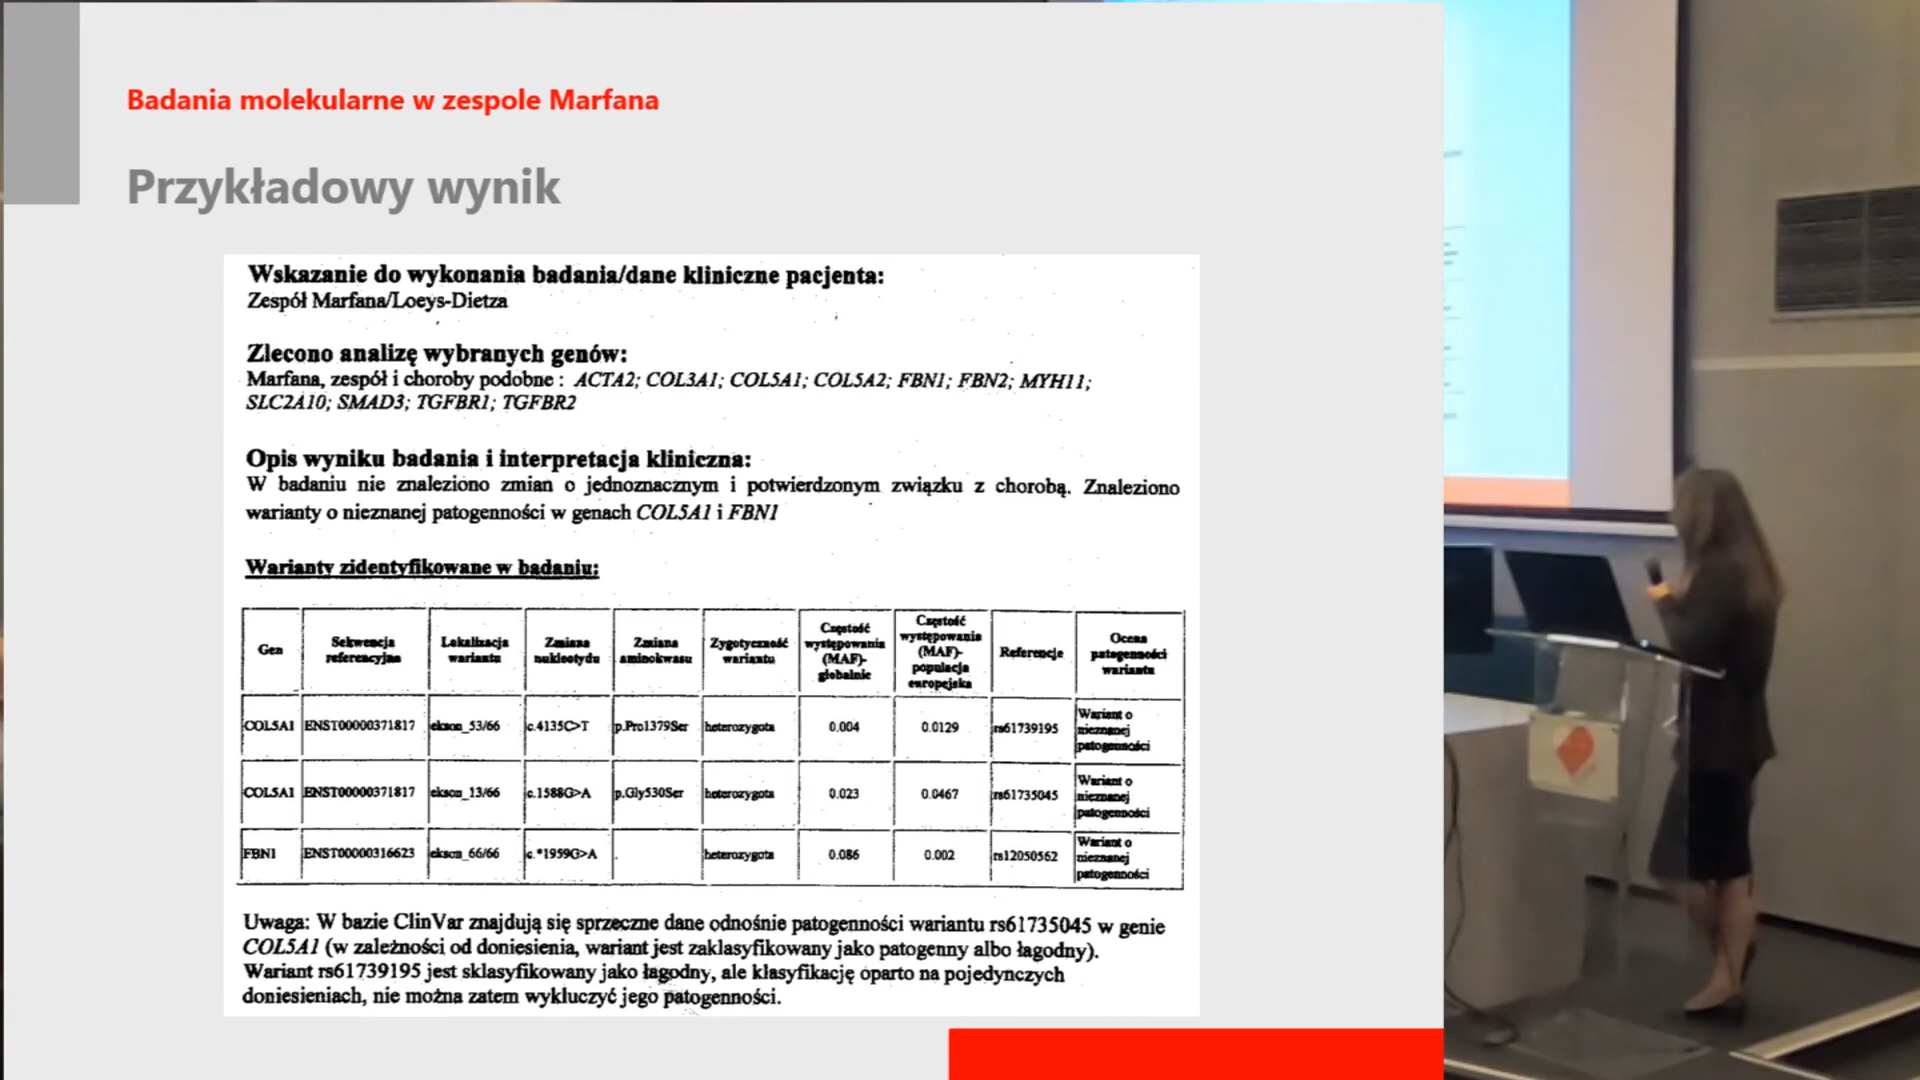 Badania molekularne w zespole Marfana
Przykładowy wynik
Wskazanie do wykonania badania/dane kliniczne pacjenta:
Zespół Marfana/Loeys-Dietza
Zlecono analizę wybranych genów:
Marfana, zespół i choroby podobne : ACTA2; COL3A1; COL5A1; COL5A2; FBN1; FBN2; MYH11;
SLC2A10; SMAD3; TGFBR1; TGFBR2
Opis wyniku badania i interpretacja kliniczna:
W badaniu nie znaleziono zmian o jednoznacznym i potwierdzonym związku z chorobą. Znaleziono
warianty o nieznanej patogenności w genach COL5A1 i FBN1
Warianty zidentyfikowane w badaniu:
Gen Sekwencja referencyjna Lokalizacja wariantu Zmiana nukleotydu Zmiana aminokwasu Zygotyczność wariantu Częstość występowania (MAF)- globalnie Częstość występowania (MAF)- populacja europejska Referencje Ocena patogenności wariantu
COL5A1 ENST00000371817 ekson_53/66 c.4135C>T p.Pro1379Ser heterozygota 0.004 0.0129 rs61739195 Wariant o nieznanej patogenności
COL5A1 ENST00000371817 ekson_13/66 c.1588G>A p.Gly530Ser heterozygota 0.023 0.0467 rs61735045 Wariant o nieznanej patogenności
FBN1 ENST00000316623 ekson_66/66 c.*1959G>A . heterozygota 0.086 0.002 rs12050562 Wariant o nieznanej patogenności
Uwaga: W bazie ClinVar znajdują się sprzeczne dane odnośnie patogenności wariantu rs61735045 w genie
COL5A1 (w zależności od doniesienia, wariant jest zaklasyfikowany jako patogenny albo łagodny).
Wariant rs61739195 jest sklasyfikowany jako łagodny, ale klasyfikację oparto na pojedynczych
doniesieniach, nie można zatem wykluczyć jego patogenności.